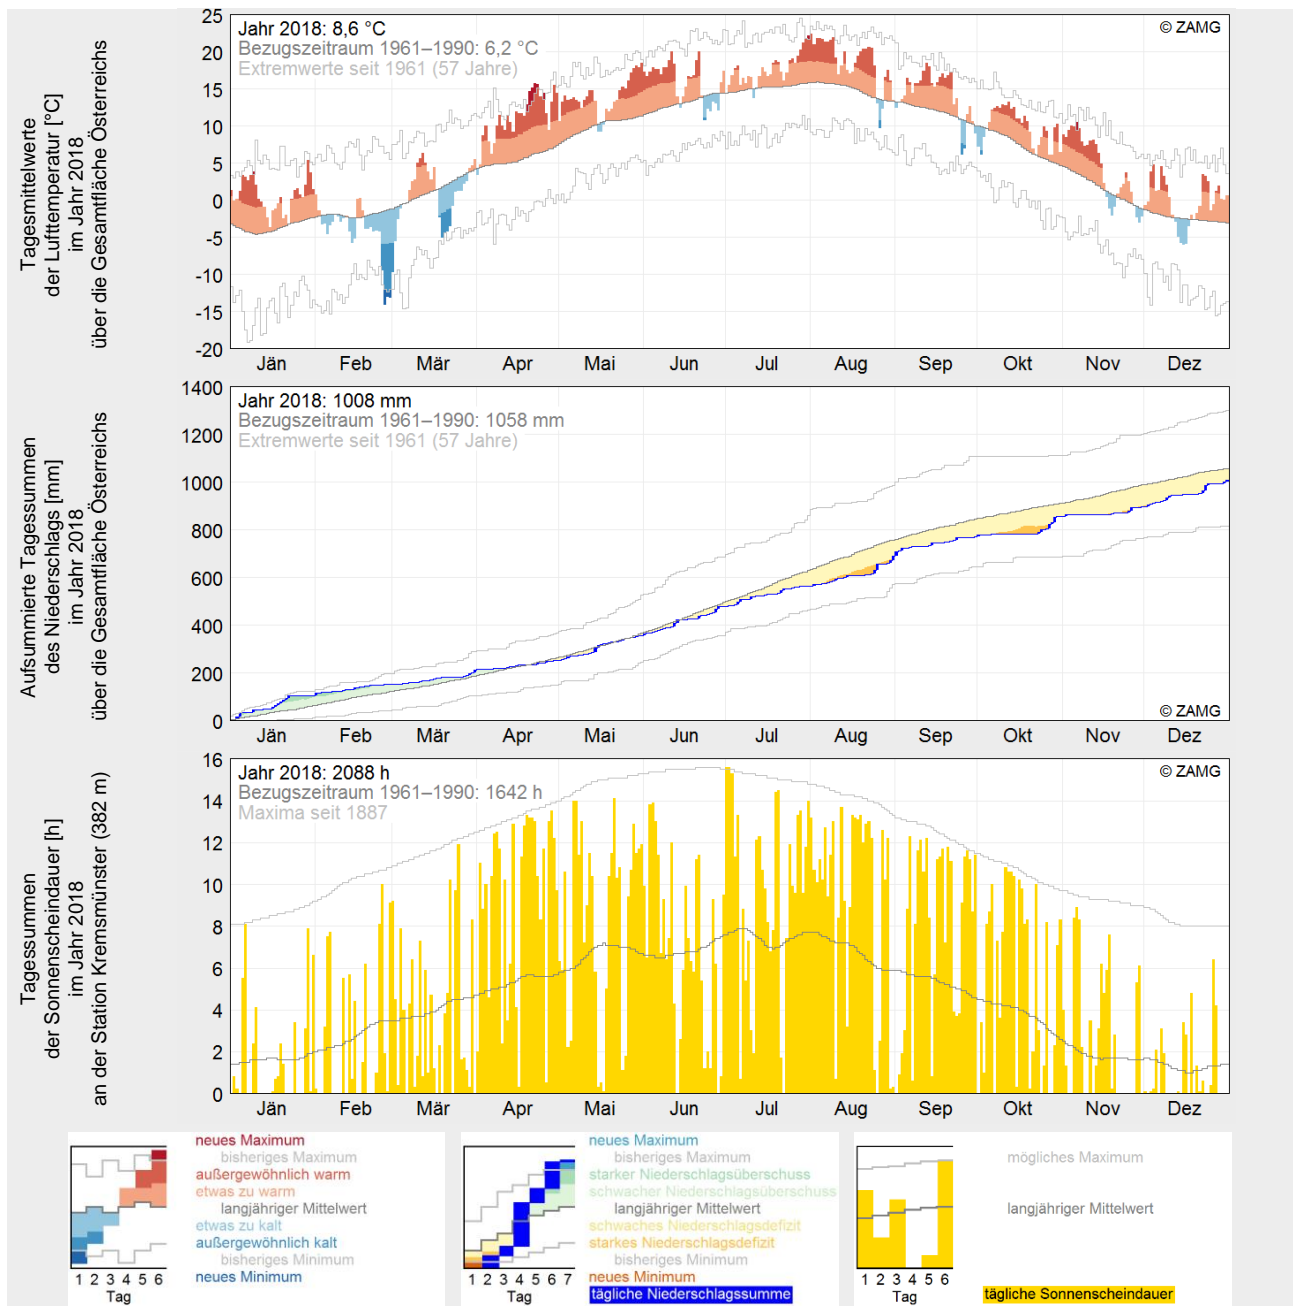 Tagesmittelwerte
der Lufttemperatur [°C]
im Jahr 2018
über die Gesamtfläche Österreichs
25
20
15
10
5
0
-5
-10
-15
-20
Jahr 2018: 8,6 °C
Bezugszeitraum 1961–1990: 6,2 °C
Extremwerte seit 1961 (57 Jahre)
© ZAMG
Jän Feb Mär Apr Mai Jun Jul Aug Sep Okt Nov Dez
Aufsummierte Tagessummen
des Niederschlags [mm]
im Jahr 2018
über die Gesamtfläche Österreichs
1400
1200
1000
800
600
400
200
0
Jahr 2018: 1008 mm
Bezugszeitraum 1961–1990: 1058 mm
Extremwerte seit 1961 (57 Jahre)
© ZAMG
Jän Feb Mär Apr Mai Jun Jul Aug Sep Okt Nov Dez
Tagessummen
der Sonnenscheindauer [h]
im Jahr 2018
an der Station Kremsmünster (382 m)
16
14
12
10
8
6
4
2
0
Jahr 2018: 2088 h
Bezugszeitraum 1961–1990: 1642 h
Maxima seit 1887
© ZAMG
Jän Feb Mär Apr Mai Jun Jul Aug Sep Okt Nov Dez
neues Maximum
bisheriges Maximum
außergewöhnlich warm
etwas zu warm
langjähriger Mittelwert
etwas zu kalt
außergewöhnlich kalt
bisheriges Minimum
neues Minimum
1 2 3 4 5 6
Tag
neues Maximum
bisheriges Maximum
starker Niederschlagsüberschuss
schwacher Niederschlagsüberschuss
langjähriger Mittelwert
schwaches Niederschlagsdefizit
starkes Niederschlagsdefizit
bisheriges Minimum
neues Minimum
tägliche Niederschlagssumme
1 2 3 4 5 6 7
Tag
mögliches Maximum
langjähriger Mittelwert
tägliche Sonnenscheindauer
1 2 3 4 5 6
Tag